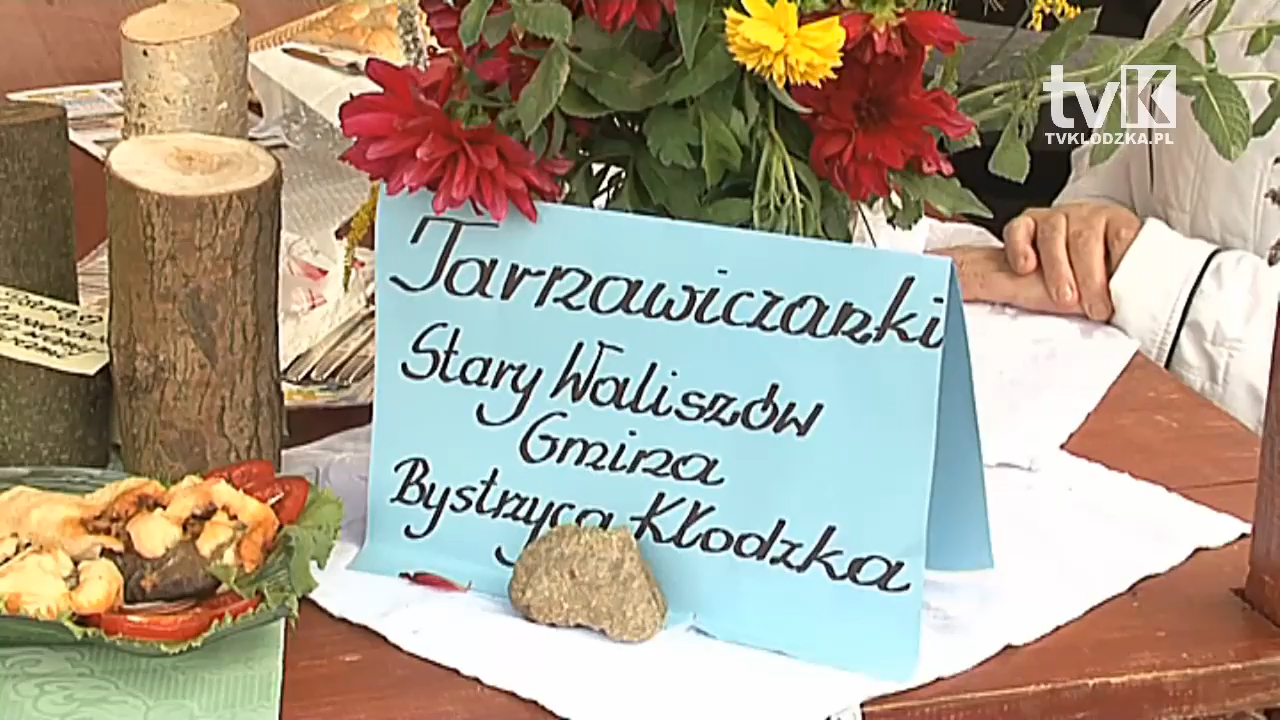 tvK
TVKLODZKA.PL
Tarnawiczanki
Stary Waliszów
Gmina
Bystrzyca Kłodzka